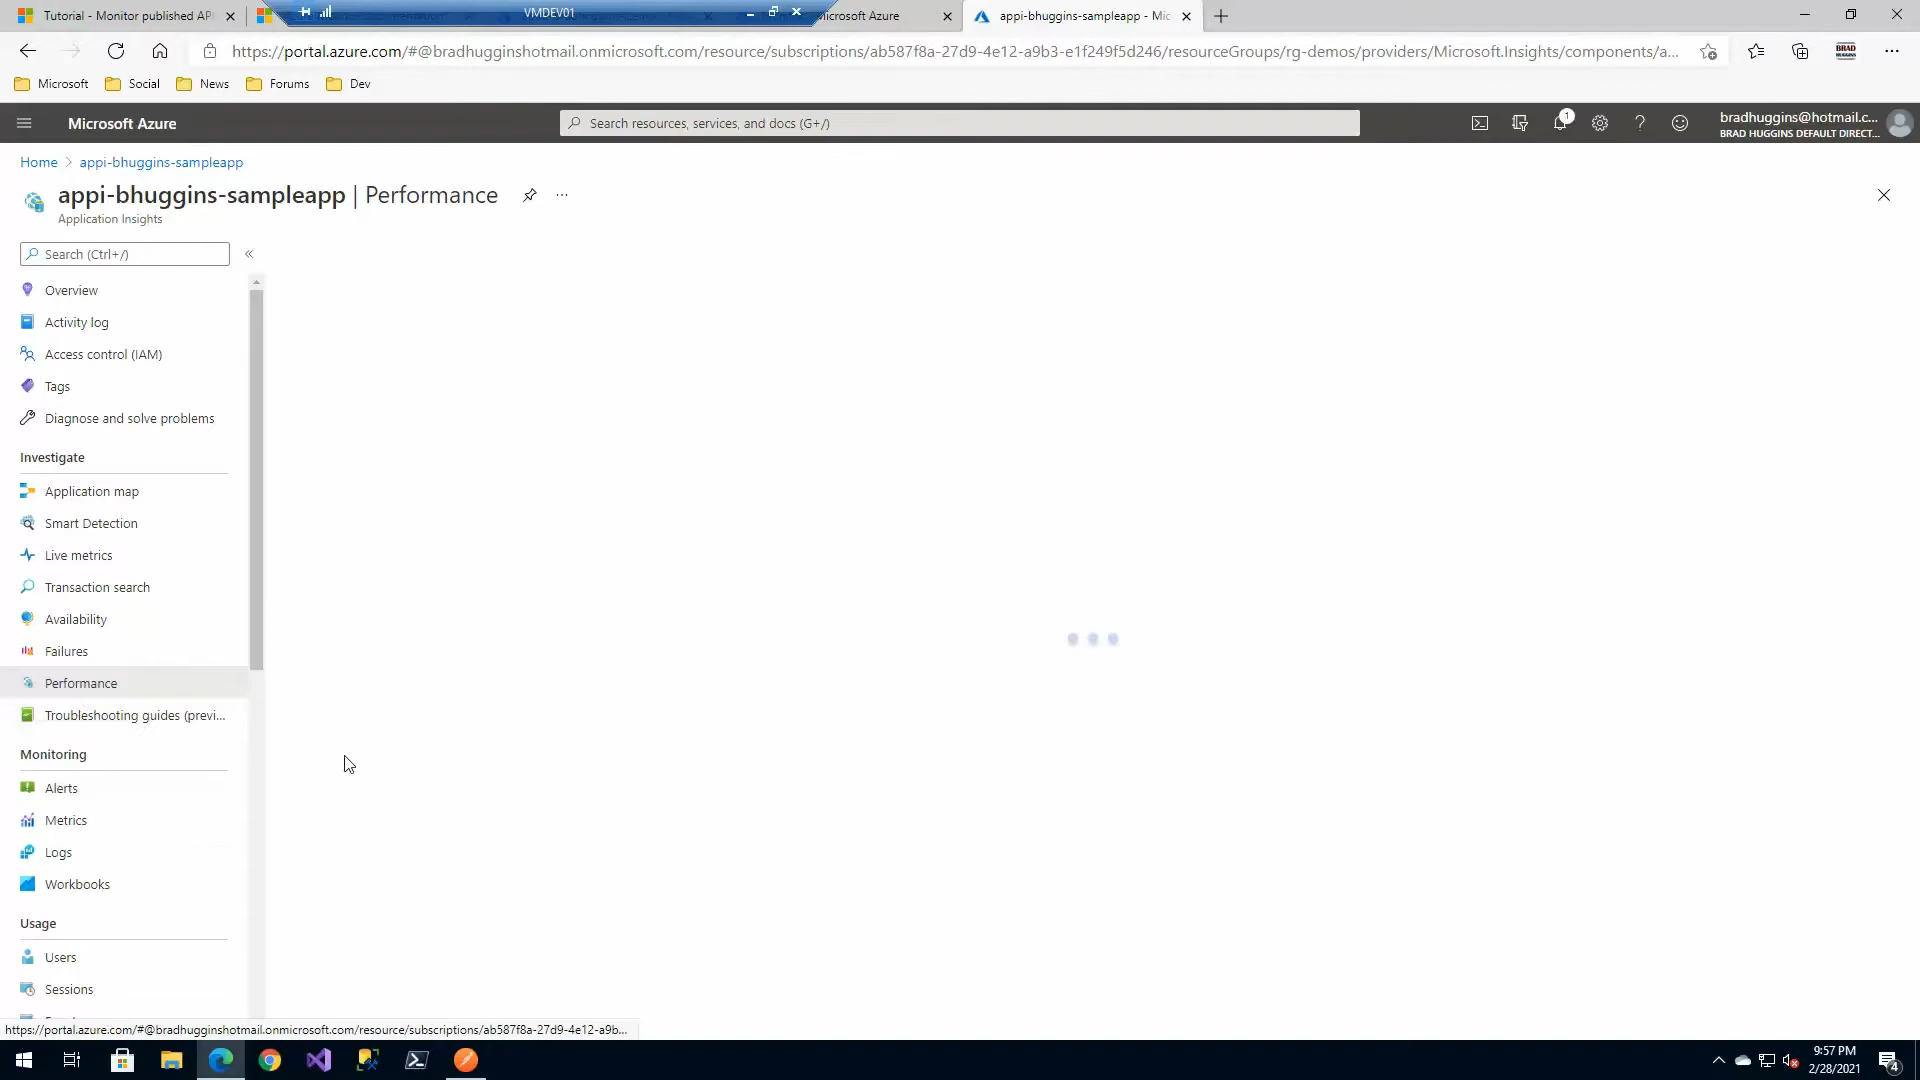 Tutorial - Monitor published AP
VMDEV01
icrosoft Azure
appi-bhuggins-sampleapp - Mic
https://portal.azure.com/#@bradhugginshotmail.onmicrosoft.com/resource/subscriptions/ab587f8a-27d9-4e12-a9b3-e1f249f5d246/resourceGroups/rg-demos/providers/Microsoft.Insights/components/a...
BRAD
HUGGINS
Microsoft
Social
News
Forums
Dev
Microsoft Azure
Search resources, services, and docs (G+/)
1
bradhuggins@hotmail.c...
BRAD HUGGINS DEFAULT DIRECT...
Home > appi-bhuggins-sampleapp
appi-bhuggins-sampleapp | Performance
Application Insights
Search (Ctrl+/)
Overview
Activity log
Access control (IAM)
Tags
Diagnose and solve problems
Investigate
Application map
Smart Detection
Live metrics
Transaction search
Availability
Failures
Performance
Troubleshooting guides (previ...
Monitoring
Alerts
Metrics
Logs
Workbooks
Usage
Users
Sessions
https://portal.azure.com/#@bradhugginshotmail.onmicrosoft.com/resource/subscriptions/ab587f8a-27d9-4e12-a9b...
9:57 PM
2/28/2021
4